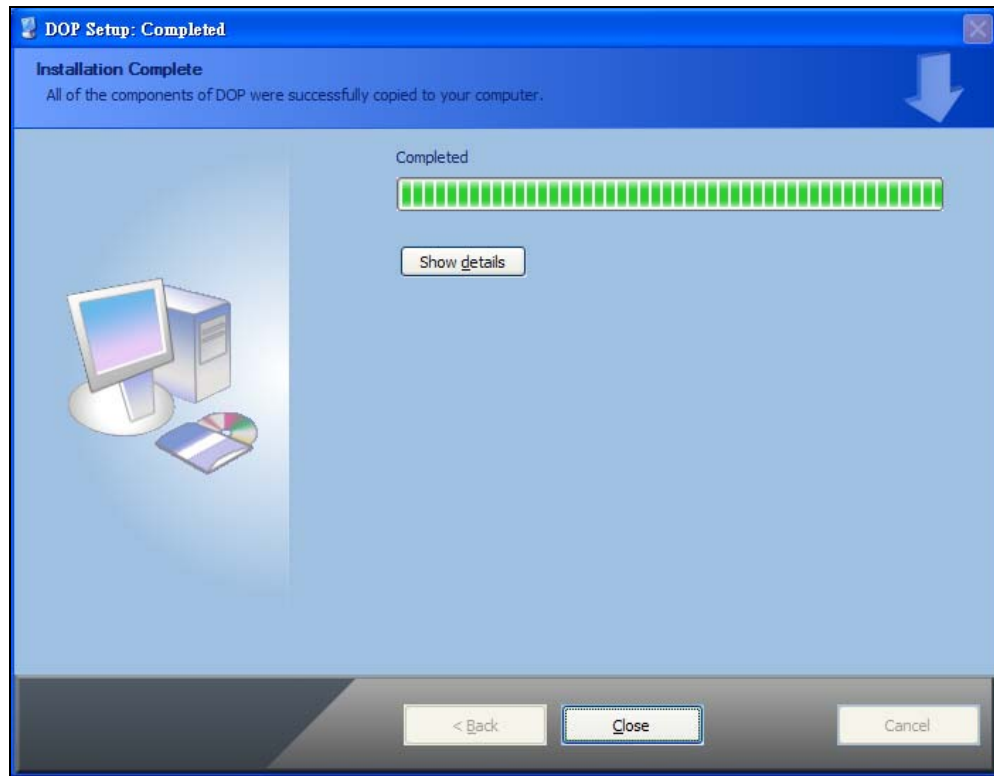 DOP Setup: Completed
Installation Complete
All of the components of DOP were successfully copied to your computer.
Completed
Show details
< Back
Close
Cancel